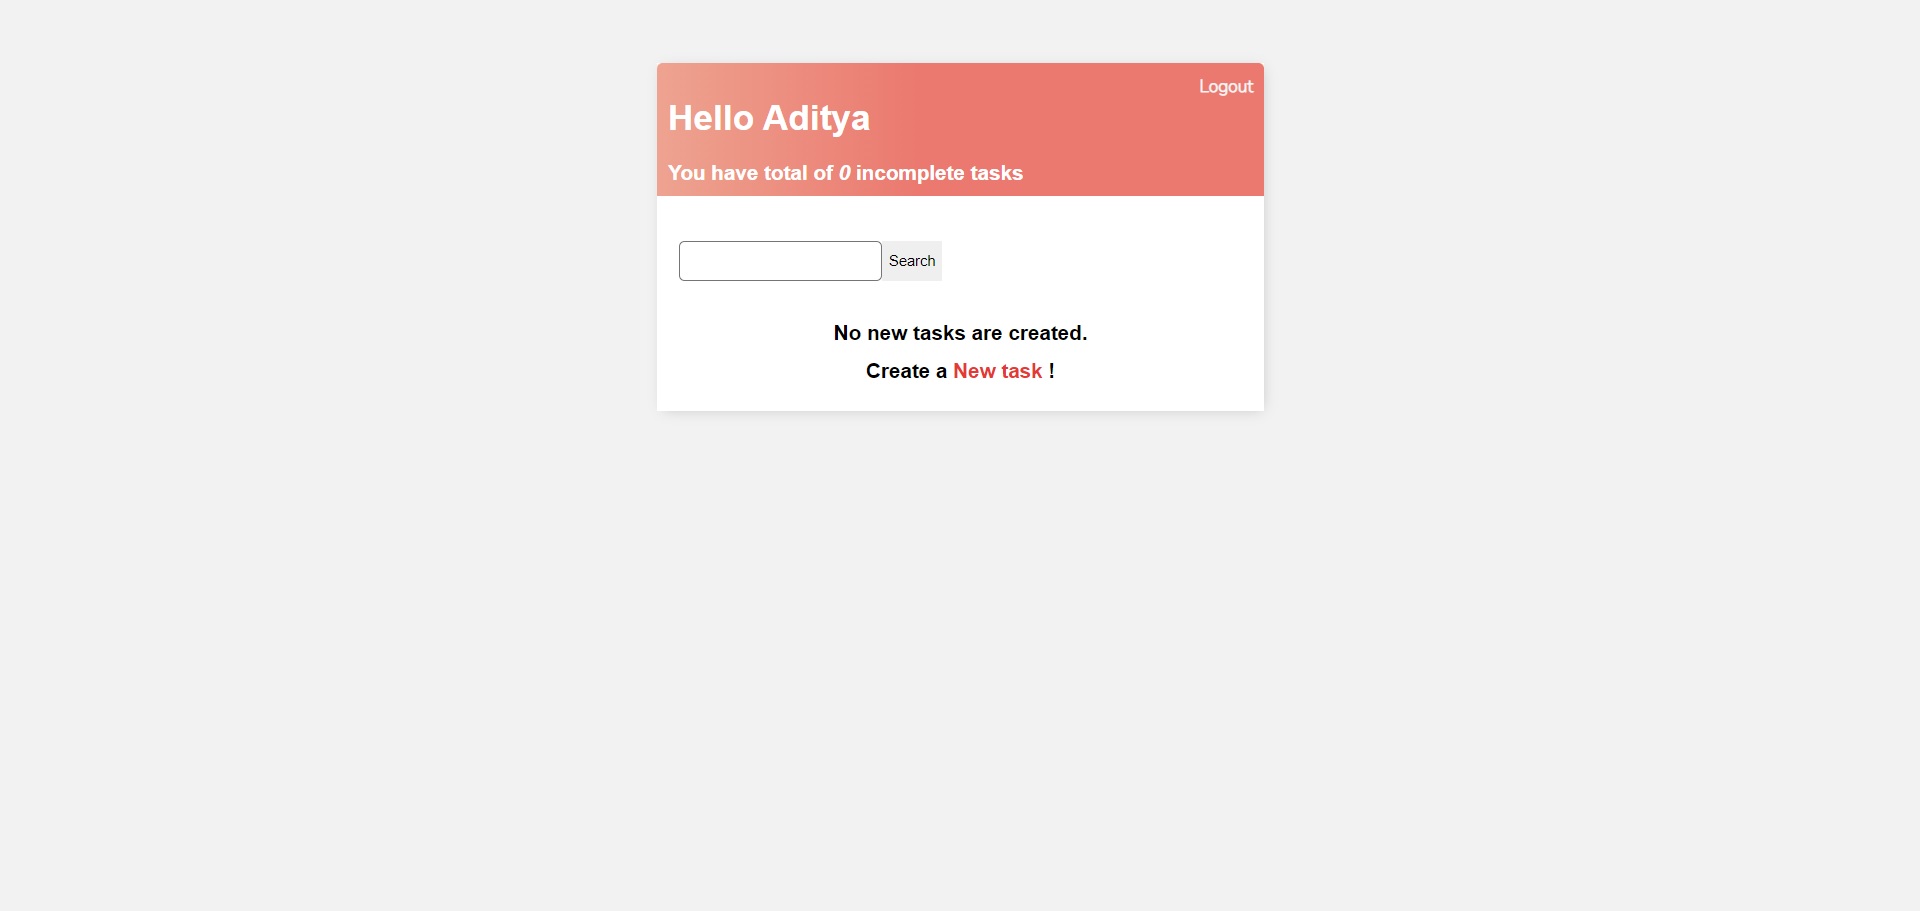 Logout
Hello Aditya
You have total of 0 incomplete tasks
Search
No new tasks are created.
Create a New task !